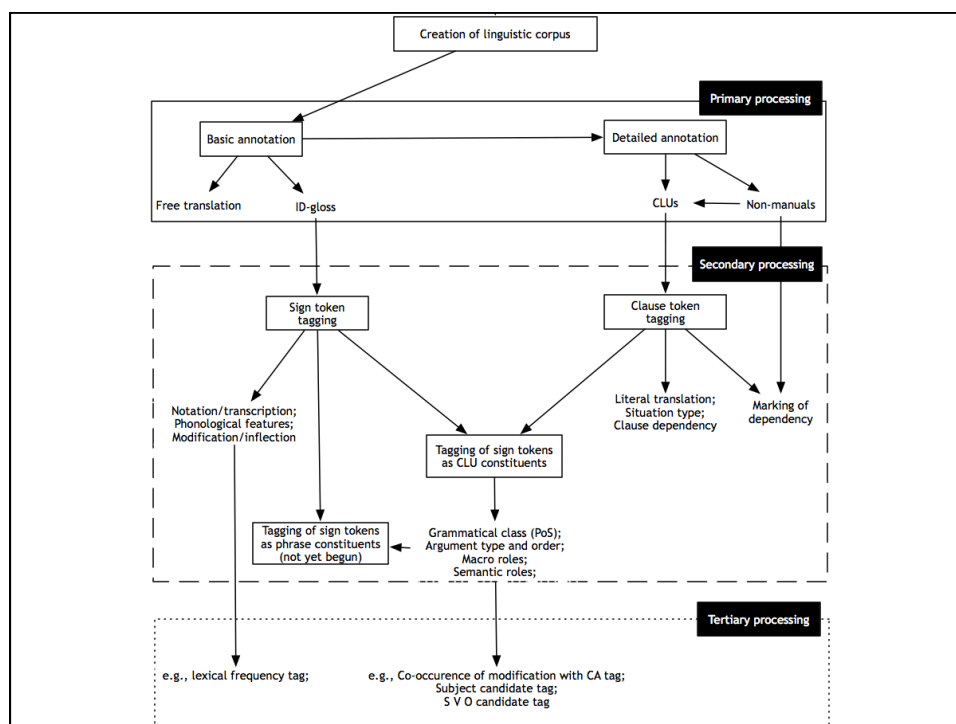 Creation of linguistic corpus
Primary processing
Basic annotation
Detailed annotation
Free translation
ID-gloss
CLUs
Non-manuals
Secondary processing
Sign token
tagging
Clause token
tagging
Notation/transcription;
Phonological features;
Modification/inflection
Literal translation;
Situation type;
Clause dependency
Marking of
dependency
Tagging of sign tokens
as CLU constituents
Tagging of sign tokens
as phrase constituents
(not yet begun)
Grammatical class (PoS);
Argument type and order;
Macro roles;
Semantic roles;
Tertiary processing
e.g., lexical frequency tag;
e.g., Co-occurence of modification with CA tag;
Subject candidate tag;
S V O candidate tag